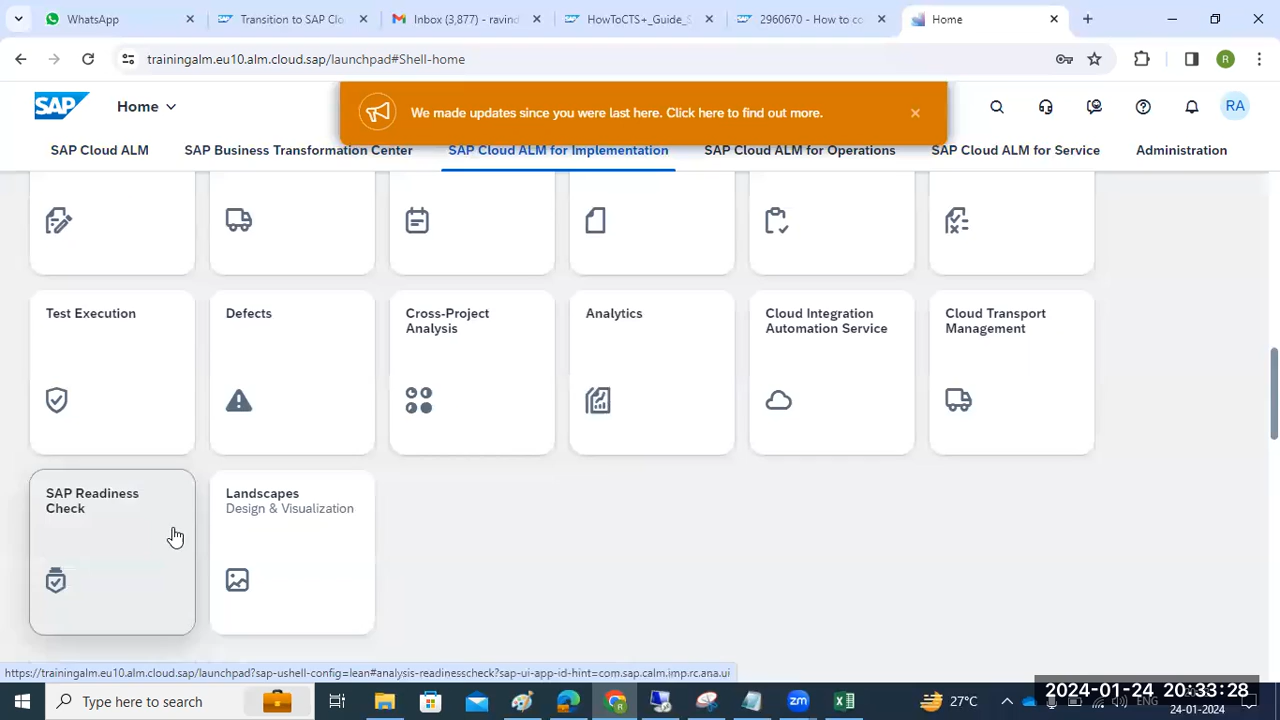 WhatsApp
Transition to SAP Clo
Inbox (3,877) - ravind
HowToCTS+_Guide_S
2960670 - How to co
Home
trainingalm.eu10.alm.cloud.sap/launchpad#Shell-home
R
SAP
Home
We made updates since you were last here. Click here to find out more.
RA
SAP Cloud ALM
SAP Business Transformation Center
SAP Cloud ALM for Implementation
SAP Cloud ALM for Operations
SAP Cloud ALM for Service
Administration
Test Execution
Defects
Cross-Project
Analysis
Analytics
Cloud Integration
Automation Service
Cloud Transport
Management
SAP Readiness
Check
Landscapes
Design & Visualization
https://trainingalm.eu10.alm.cloud.sap/launchpad?sap-ushell-config=lean#analysis-readinesscheck?sap-ui-app-id-hint=com.sap.calm.imp.rc.ana.ui
Type here to search
27°C
ENG
2024-01-24 20:33:28
24-01-2024